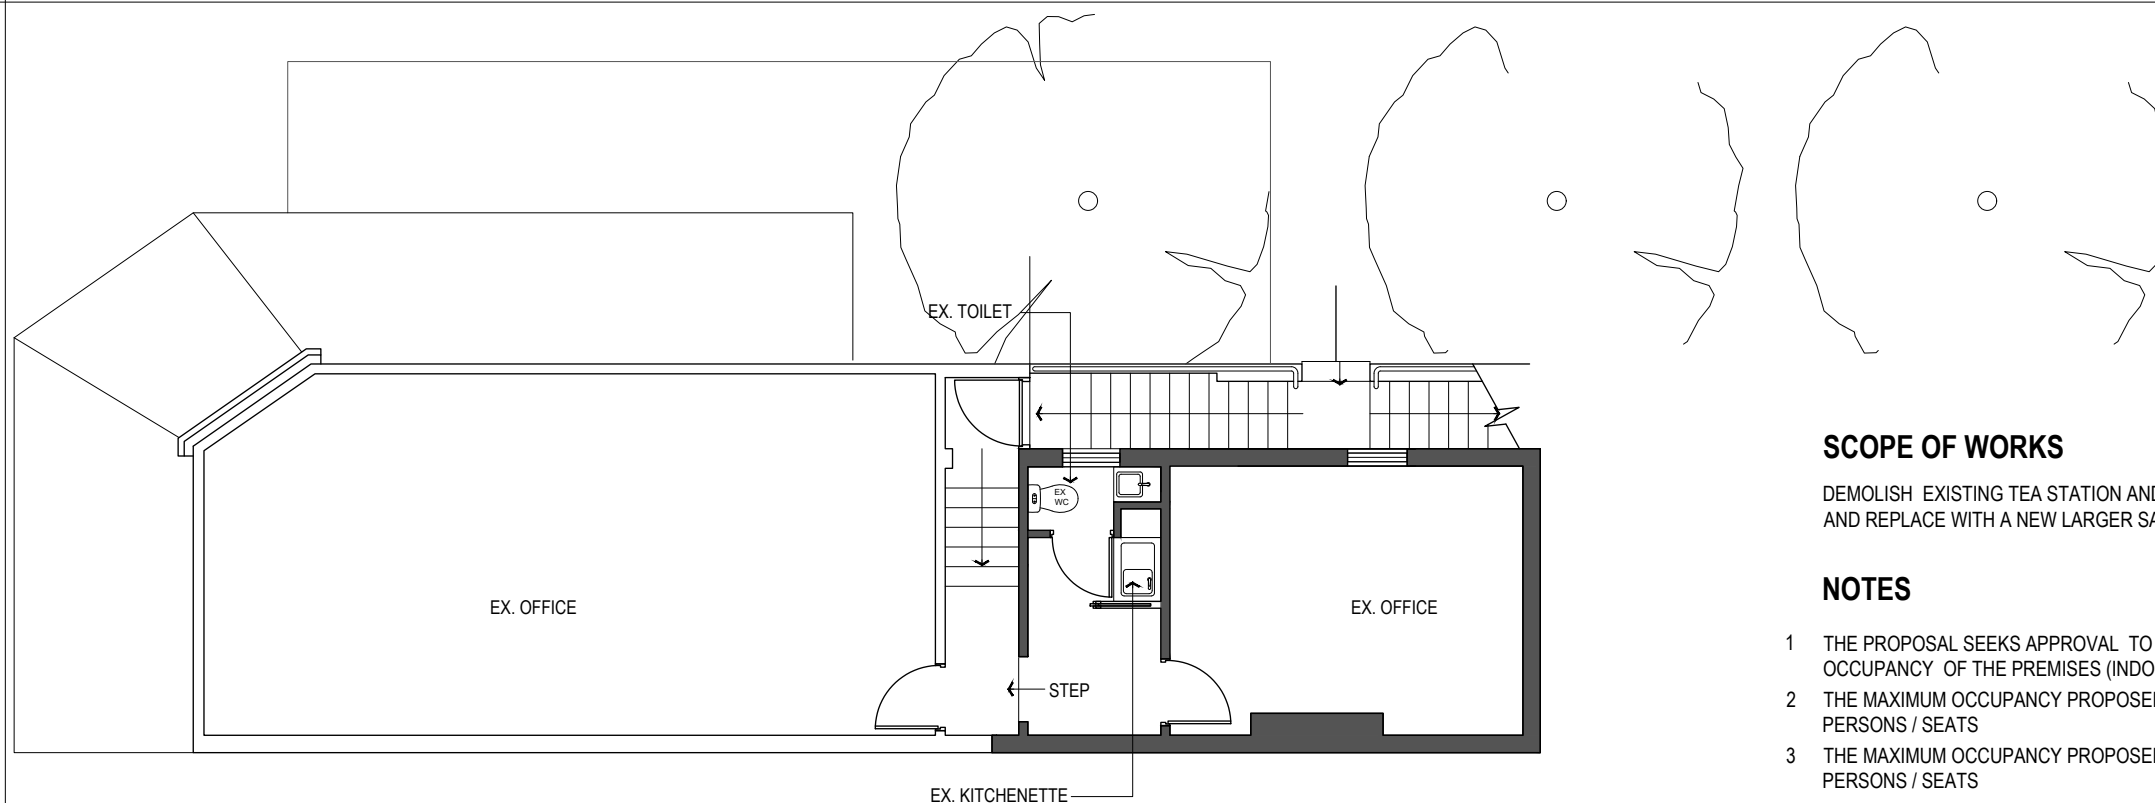 EX. TOILET
EX
WC
EX. OFFICE
EX. OFFICE
STEP
EX. KITCHENETTE
SCOPE OF WORKS
DEMOLISH EXISTING TEA STATION AND
AND REPLACE WITH A NEW LARGER SA
NOTES
1 THE PROPOSAL SEEKS APPROVAL TO
OCCUPANCY OF THE PREMISES (INDO
2 THE MAXIMUM OCCUPANCY PROPOSE
PERSONS / SEATS
3 THE MAXIMUM OCCUPANCY PROPOSE
PERSONS / SEATS